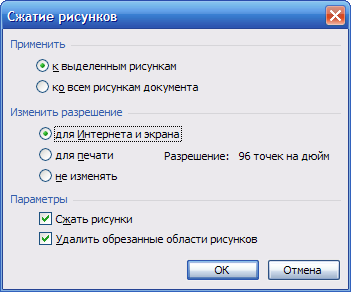 Сжатие рисунков
Применить
к выделенным рисункам
ко всем рисункам документа
Изменить разрешение
для Интернета и экрана
для печати Разрешение: 96 точек на дюйм
не изменять
Параметры
Сжать рисунки
Удалить обрезанные области рисунков
ОК Отмена